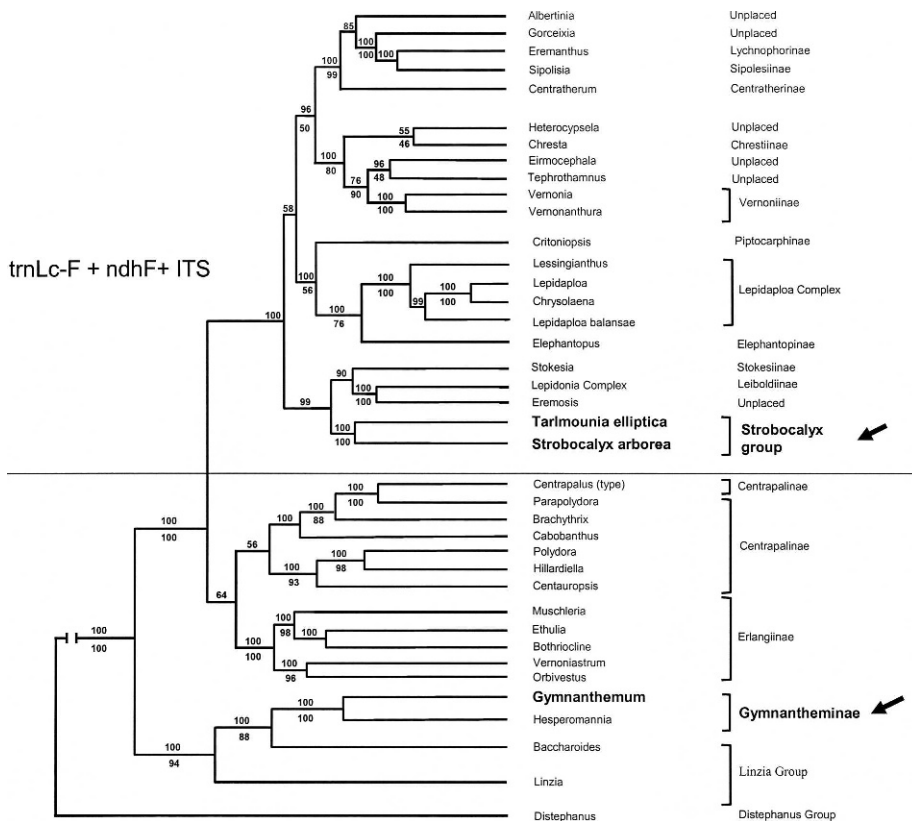 Albertinia Unplaced
85
Gorceixia Unplaced
100
100 100
Eremanthus Lychnophorinae
100
Sipolisia Sipolesiinae
99
Centratherum Centratherinae
96
50
Heterocypsela Unplaced
55
46
Chresta Chrestiinae
100
80
Eirmocephala Unplaced
96
48
Tephrothamnus Unplaced
76
90
Vernonia
100
100
Vernoniinae
Vernonanthura
58
Critoniopsis Piptocarphinae
trnLc-F + ndhF+ ITS
Lessingianthus
100
56
100
100
Lepidaploa
100
100
Lepidaploa Complex
99
Chrysolaena
100
76
Lepidaploa balansae
100
Elephantopus Elephantopinae
Stokesia Stokesiinae
90
Lepidonia Complex Leiboldiinae
100
100
Eremosis Unplaced
99
Tarlmounia elliptica
100
100
Strobocalyx
group
Strobocalyx arborea
Centrapalus (type) Centrapalinae
100
100
Parapolydora
100
88
Brachythrix
100
Cabobanthus
100
100
56
Polydora
100
98
Centrapalinae
Hillardiella
100
93
Centauropsis
64
Muschleria
100
98
Ethulia
100
Erlangiinae
Bothriocline
100
100
Vernoniastrum
100
96
Orbivestus
100
100
Gymnanthemum
100
100
Gymnantheminae
Hesperomannia
100
88
Baccharoides
100
94
Linzia Group
Linzia
Distephanus Distephanus Group